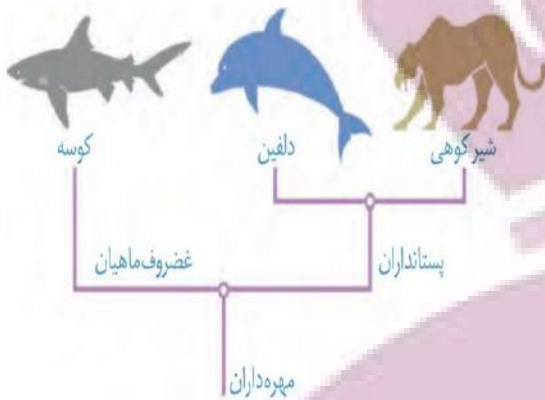 کوسه
دلفین
شیر کوهی
غضروف‌ماهیان
پستانداران
مهره‌داران